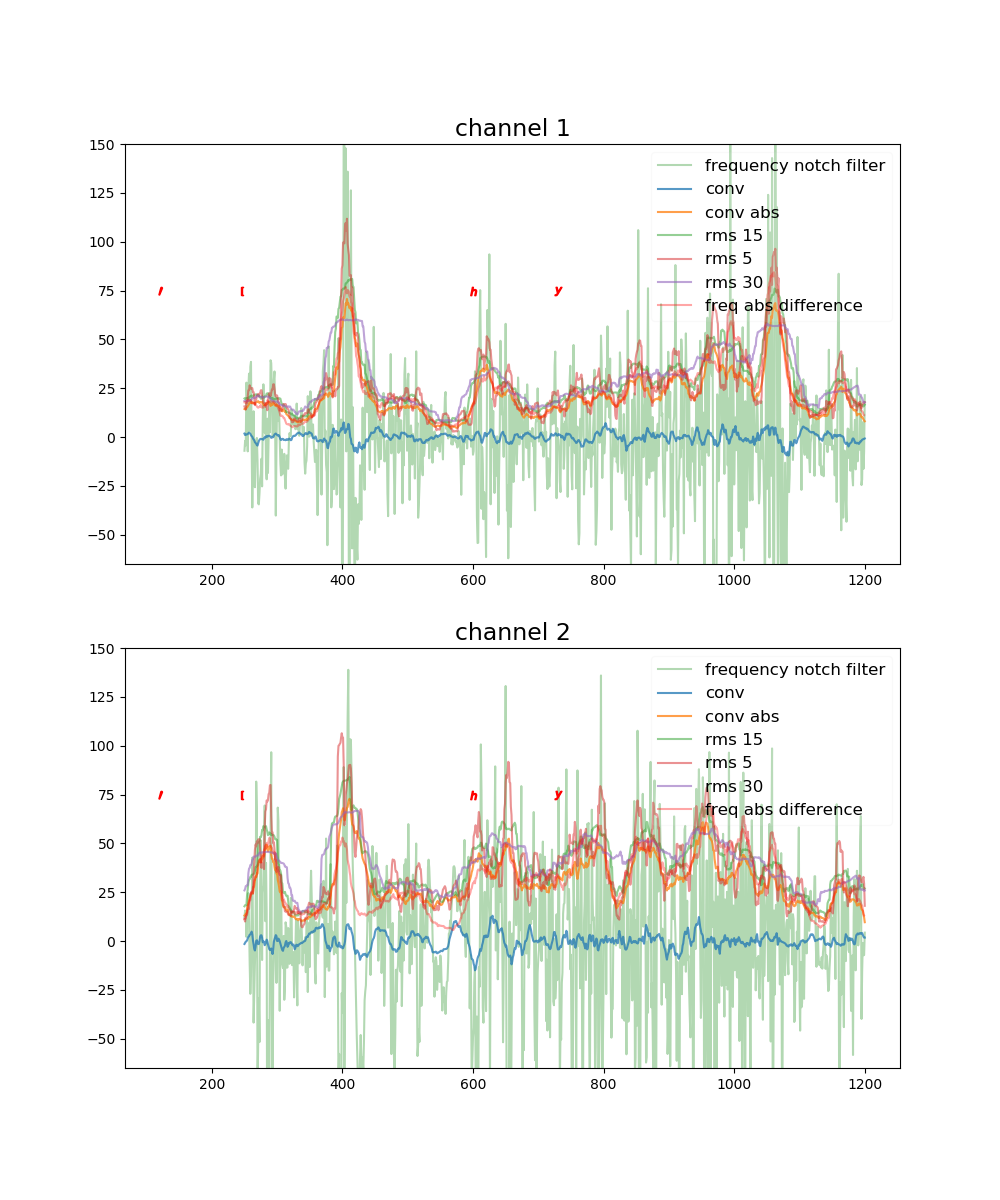 channel 1
150
125
100
75
50
25
0
−25
−50
frequency notch filter
conv
conv abs
rms 15
rms 5
rms 30
freq abs difference
h y
200 400 600 800 1000 1200
channel 2
150
125
100
75
50
25
0
−25
−50
frequency notch filter
conv
conv abs
rms 15
rms 5
rms 30
freq abs difference
h y
200 400 600 800 1000 1200